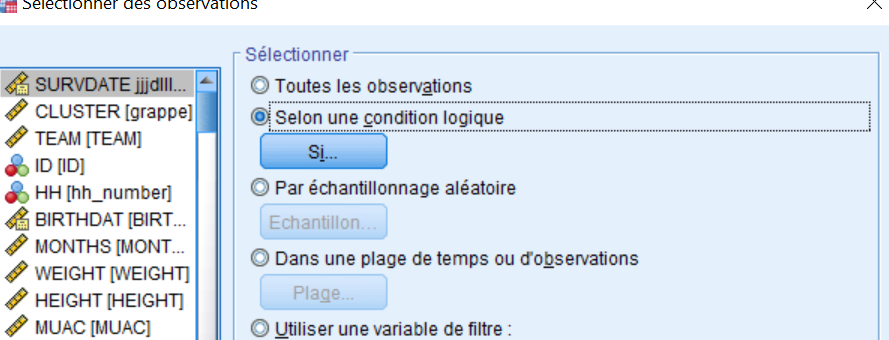 Sélectionner des observations
Sélectionner
SURVDATE jjjdlll...
CLUSTER [grappe]
TEAM [TEAM]
ID [ID]
HH [hh_number]
BIRTHDAT [BIRT...
MONTHS [MONT...
WEIGHT [WEIGHT]
HEIGHT [HEIGHT]
MUAC [MUAC]
Toutes les observations
Selon une condition logique
Si...
Par échantillonnage aléatoire
Echantillon...
Dans une plage de temps ou d'observations
Plage...
Utiliser une variable de filtre :